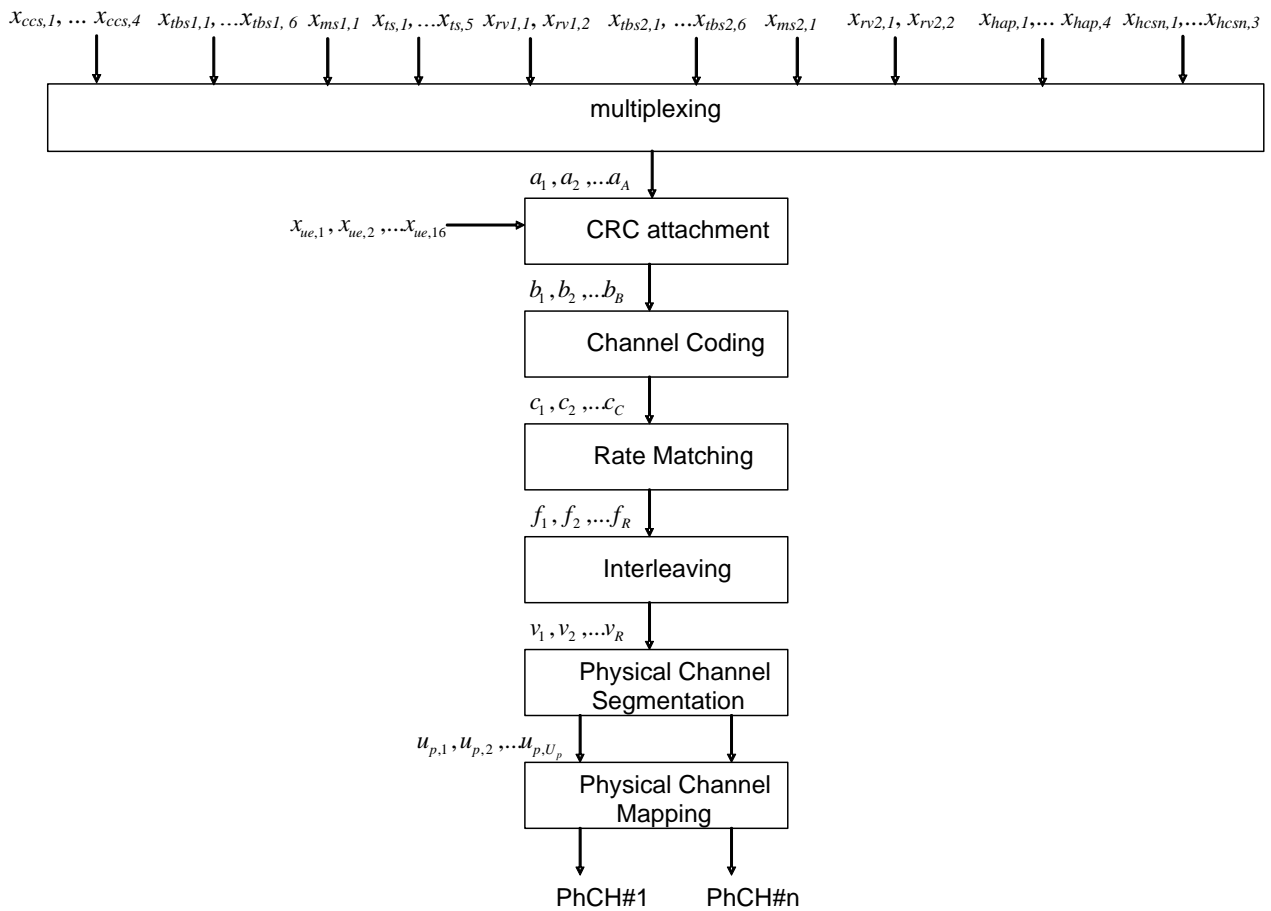 x_{ccs,1}, ... x_{ccs,4} x_{tbs1,1}, ...x_{tbs1, 6} x_{ms1,1} x_{ts,1}, ...x_{ts,5} x_{rv1,1}, x_{rv1,2} x_{tbs2,1}, ...x_{tbs2,6} x_{ms2,1} x_{rv2,1}, x_{rv2,2} x_{hap,1},... x_{hap,4} x_{hcsn,1},...x_{hcsn,3}
multiplexing
a_1, a_2, ...a_A
x_{ue,1}, x_{ue,2}, ...x_{ue,16} CRC attachment
b_1, b_2, ...b_B
Channel Coding
c_1, c_2, ...c_C
Rate Matching
f_1, f_2, ...f_R
Interleaving
v_1, v_2, ...v_R
Physical Channel
Segmentation
u_{p,1}, u_{p,2}, ...u_{p,U_p}
Physical Channel
Mapping
PhCH#1 PhCH#n